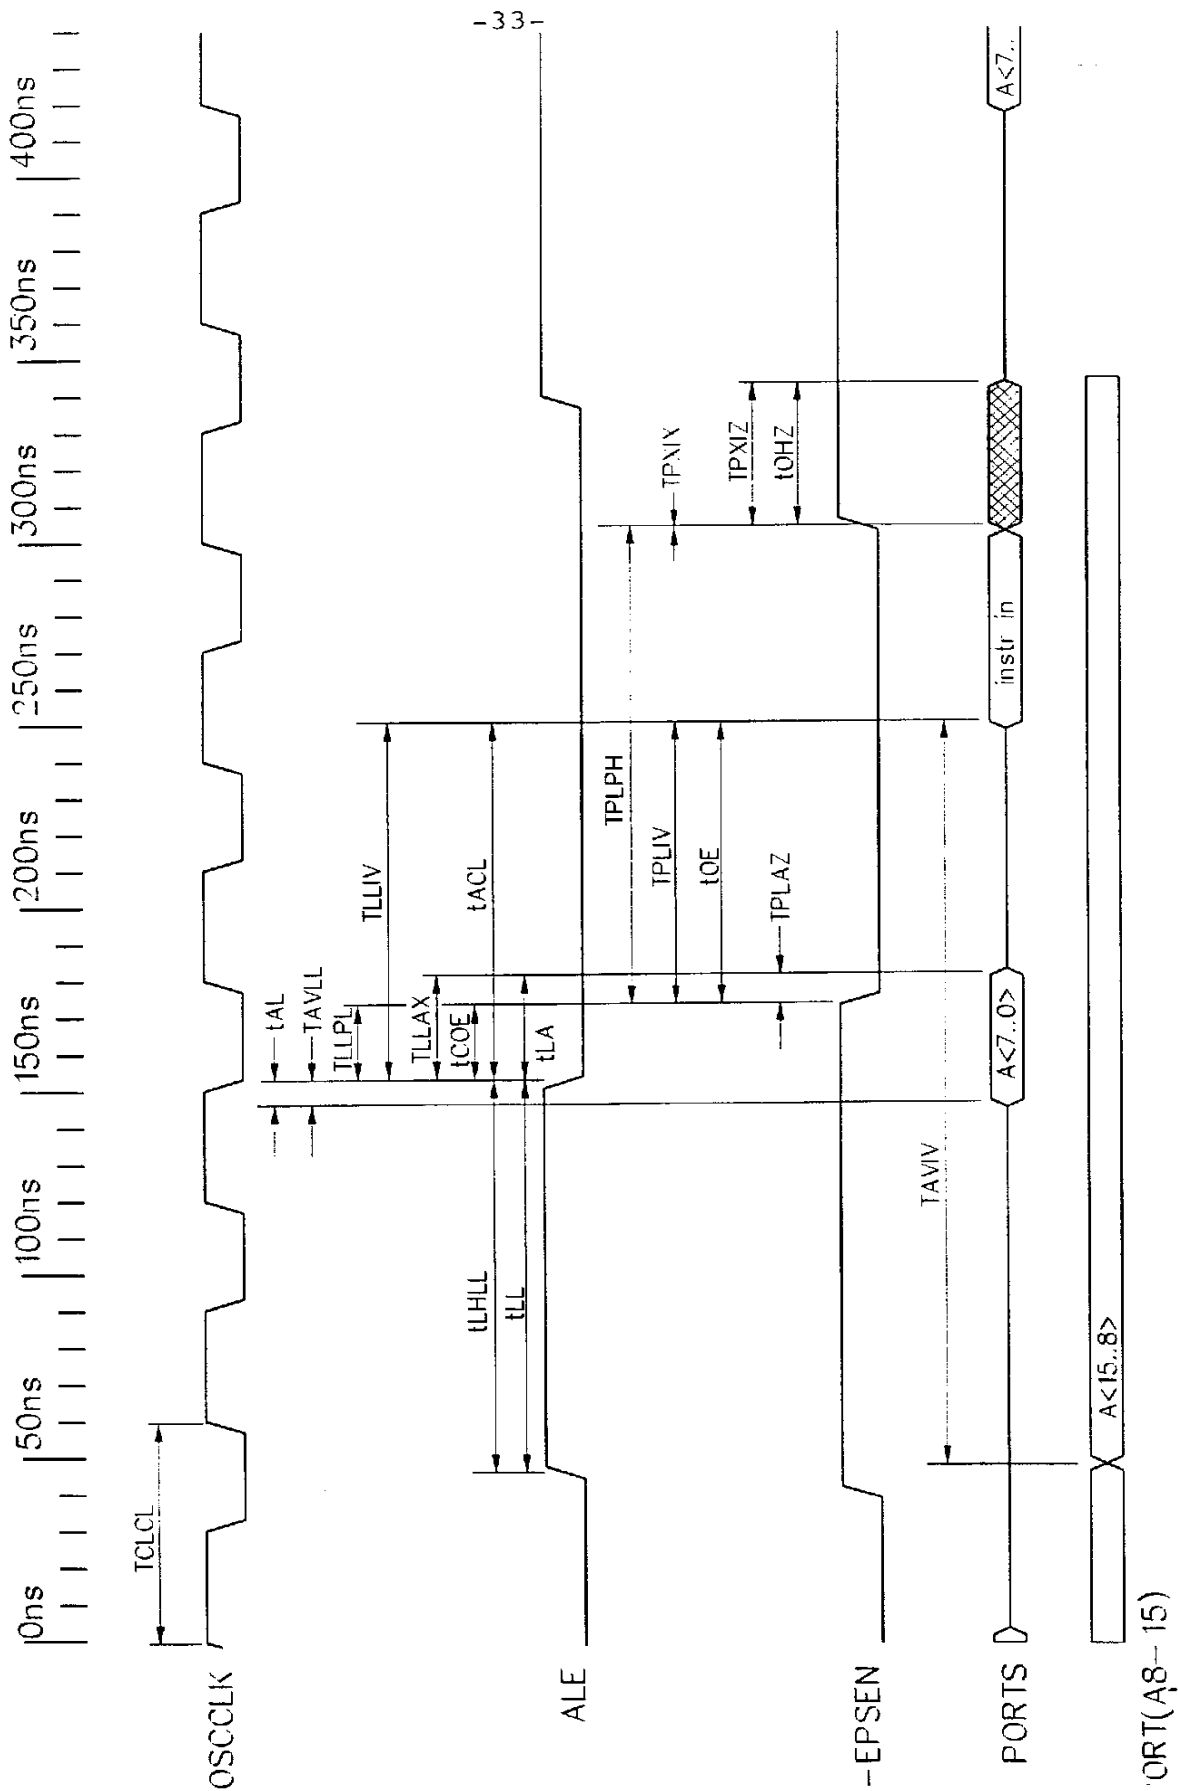 -33-
0ns 50ns 100ns 150ns 200ns 250ns 300ns 350ns 400ns
OSCCLK
TCLCL
tAL
TAVLL
TLLPL
TLLIV
TLLAX
tCOE
tLHLL
tACL
tLL
tLA
ALE
TPLPH
TPXIX
TPLIV
tOE
TPXIZ
TPLAZ
tOHZ
-EPSEN
TAVIV
PORTS
A<7..0>
instr in
A<7..
A<15..8>
ORT(A8-15)